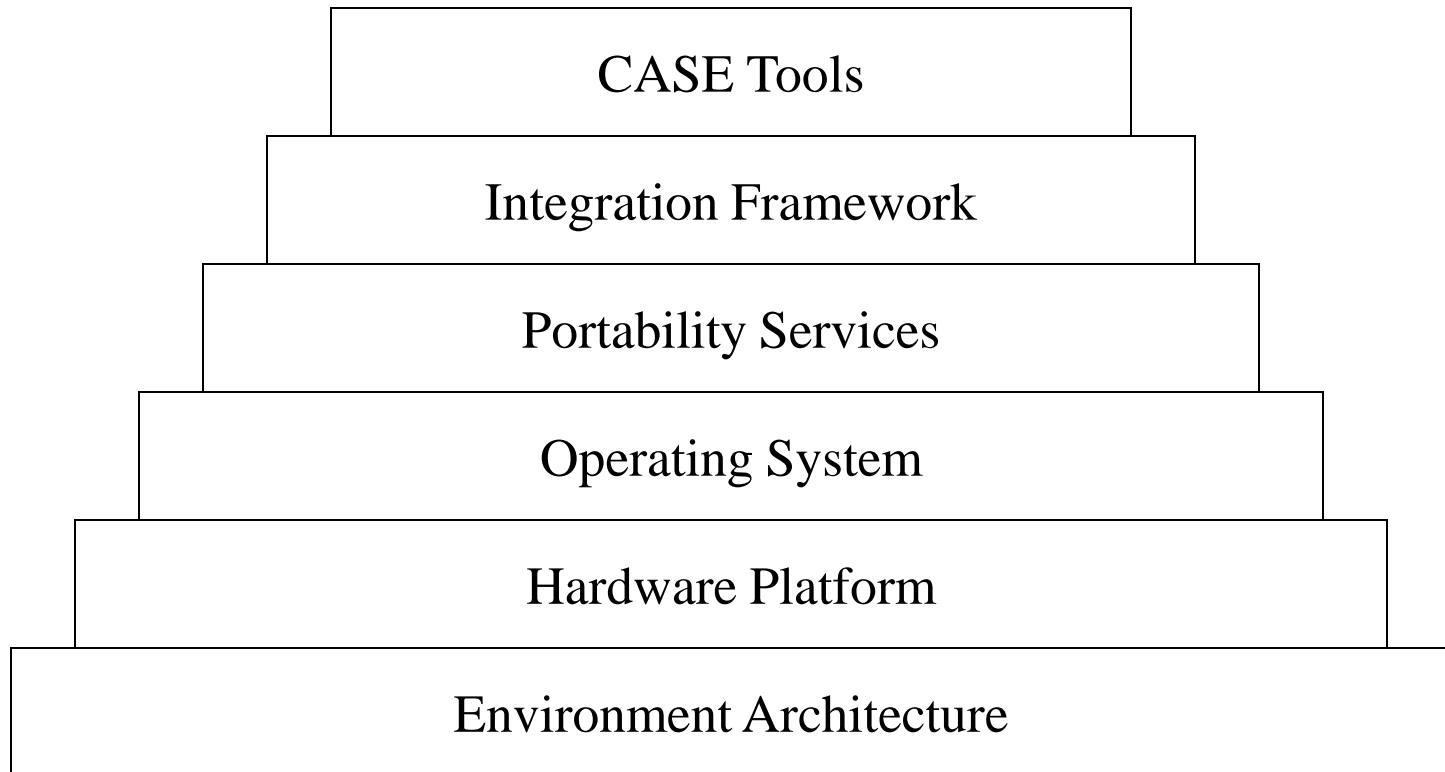 CASE Tools
Integration Framework
Portability Services
Operating System
Hardware Platform
Environment Architecture